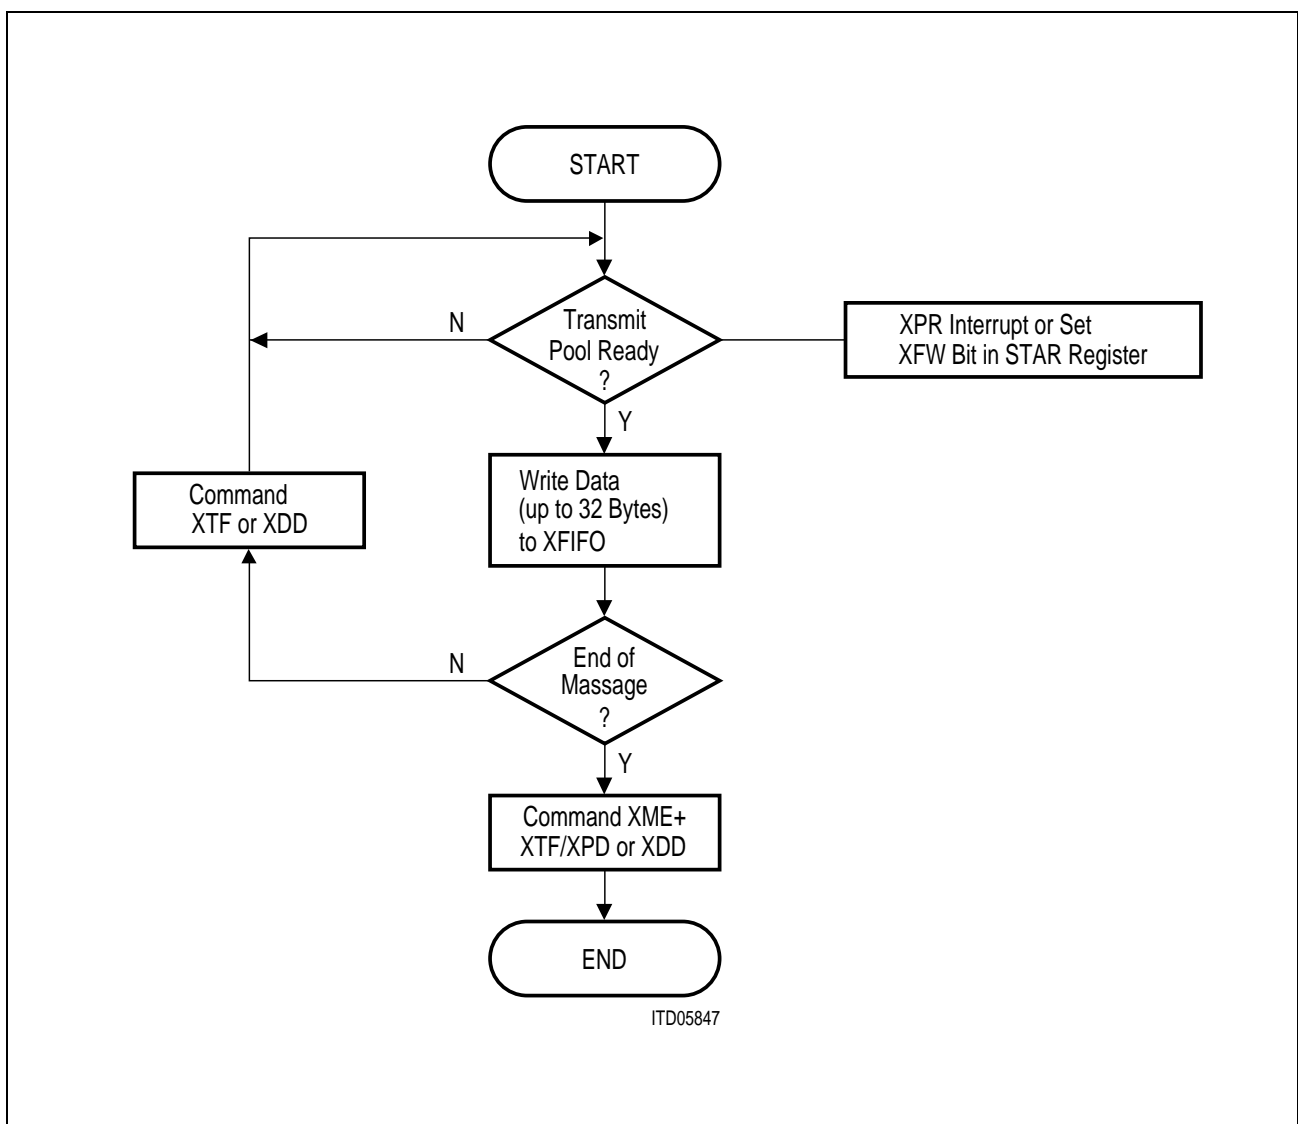 START
N
Transmit
Pool Ready
?
XPR Interrupt or Set
XFW Bit in STAR Register
Y
Write Data
(up to 32 Bytes)
to XFIFO
Command
XTF or XDD
N
End of
Massage
?
Y
Command XME+
XTF/XPD or XDD
END
ITD05847